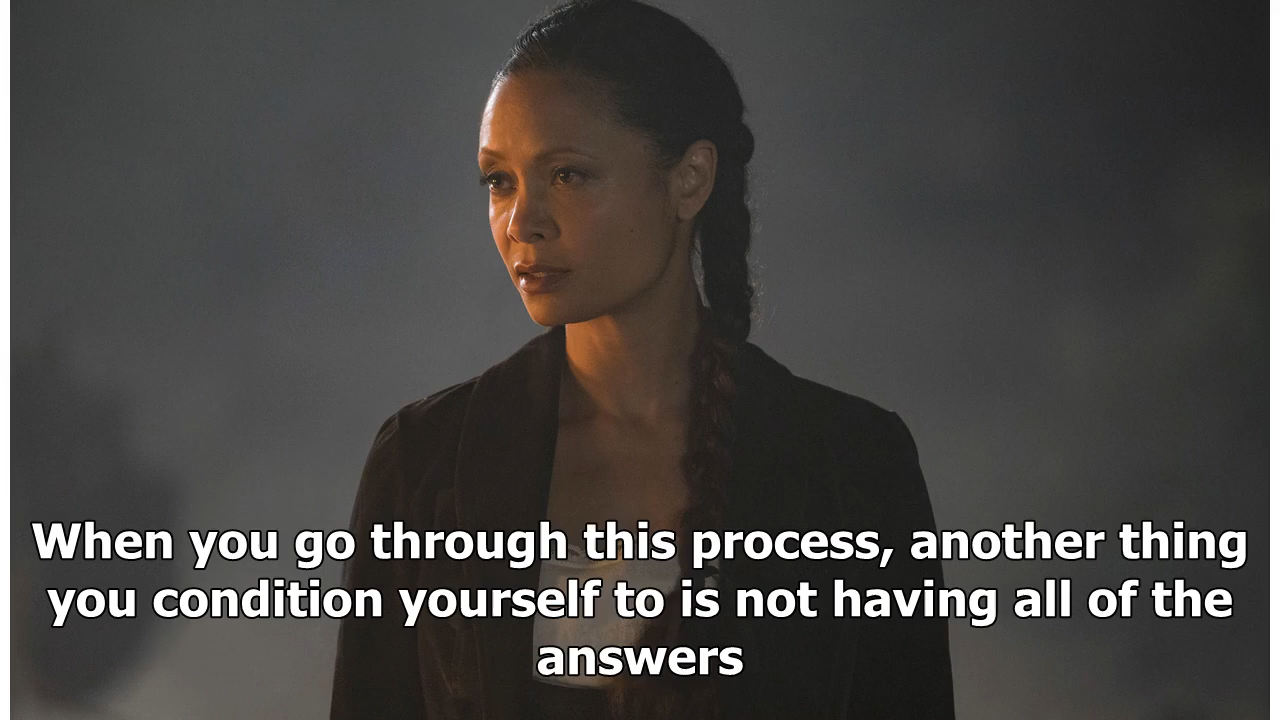 When you go through this process, another thing
you condition yourself to is not having all of the
answers